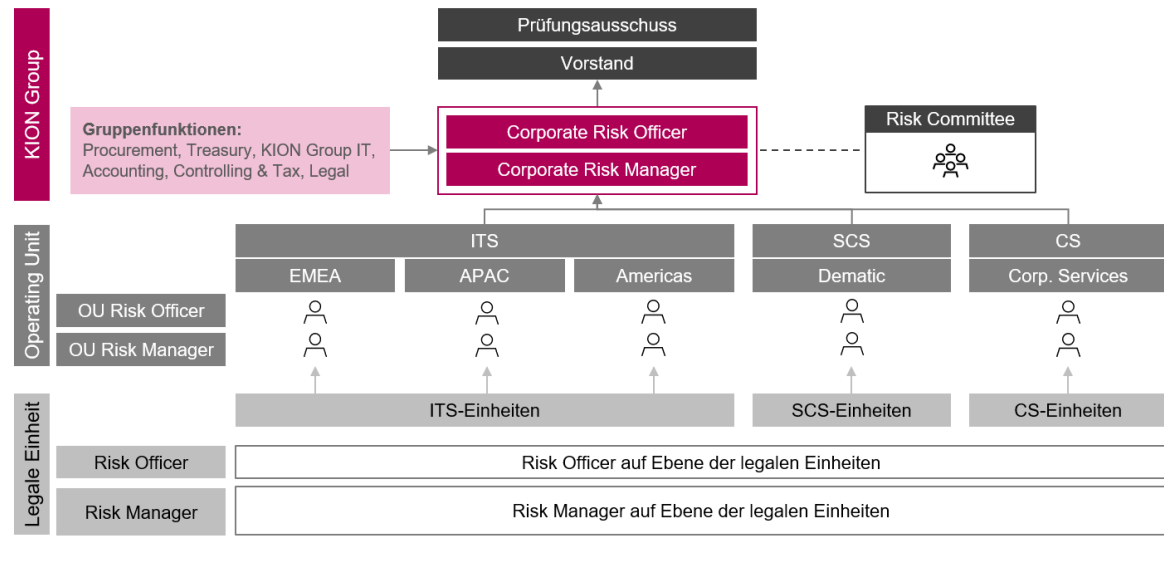 KION Group
Prüfungsausschuss
Vorstand
Gruppenfunktionen:
Procurement, Treasury, KION Group IT,
Accounting, Controlling & Tax, Legal
Corporate Risk Officer
Corporate Risk Manager
Risk Committee
Operating Unit
ITS
SCS
CS
EMEA
APAC
Americas
Dematic
Corp. Services
OU Risk Officer
OU Risk Manager
Legale Einheit
ITS-Einheiten
SCS-Einheiten
CS-Einheiten
Risk Officer
Risk Officer auf Ebene der legalen Einheiten
Risk Manager
Risk Manager auf Ebene der legalen Einheiten